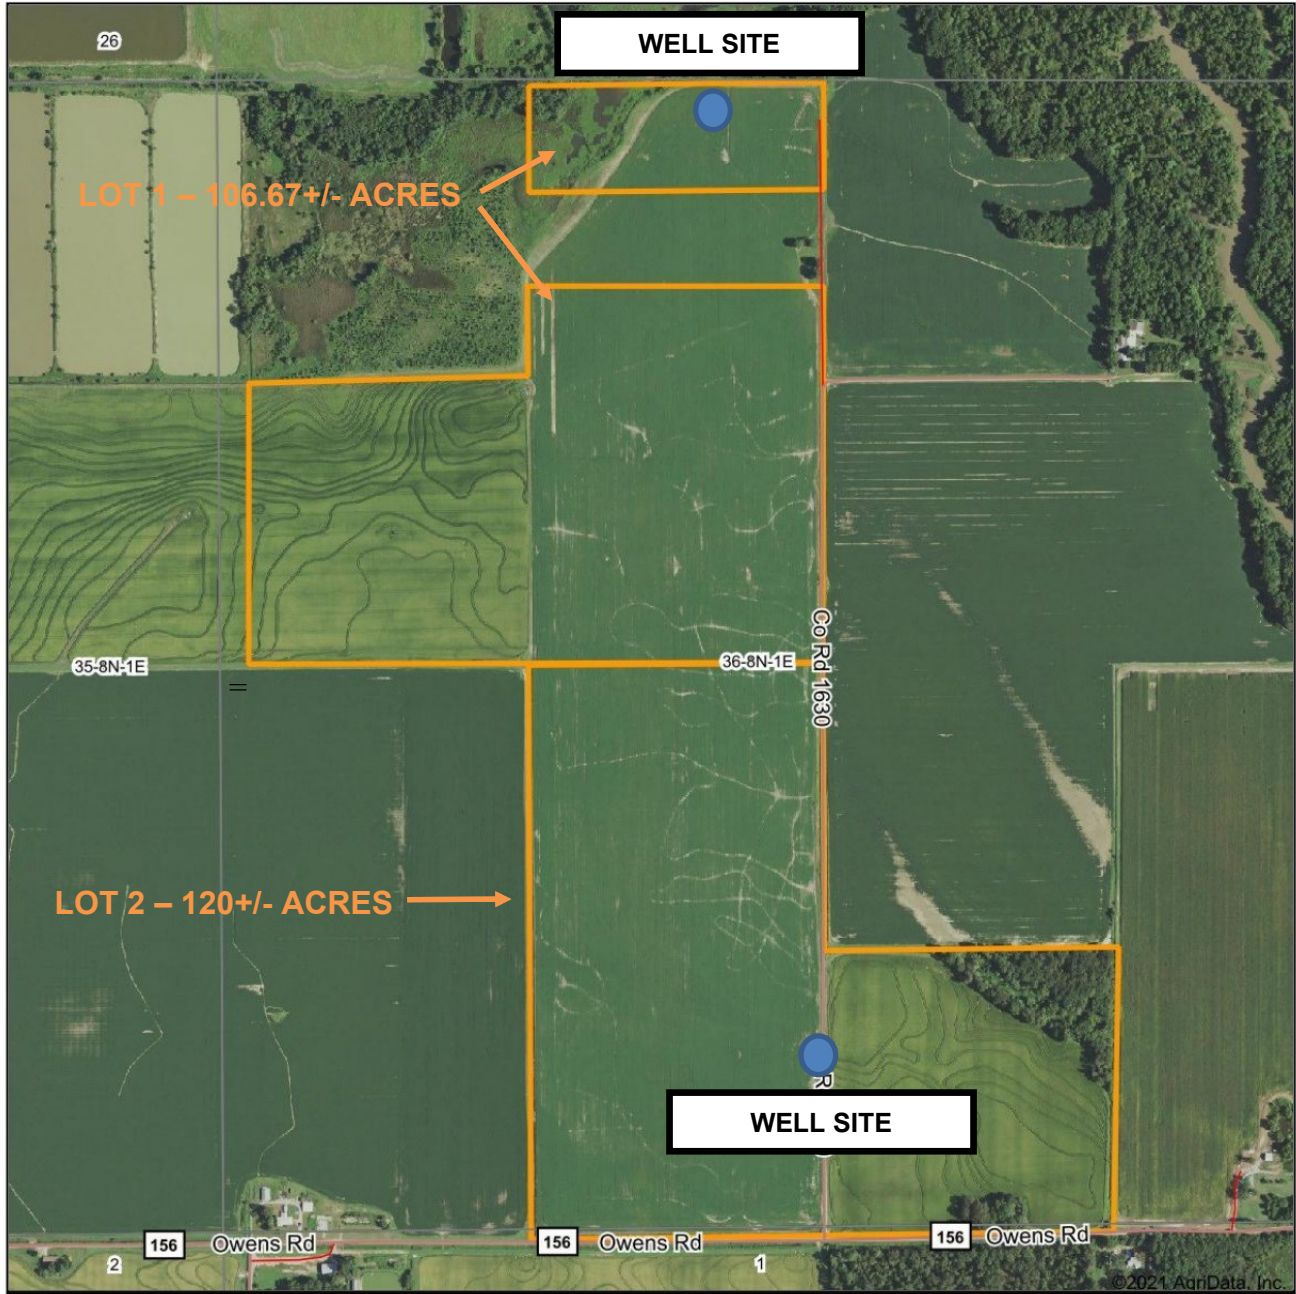 26
WELL SITE
LOT 1 – 106.67+/- ACRES
Co Rd 1630
35-8N-1E
36-8N-1E
LOT 2 – 120+/- ACRES
R
WELL SITE
156 Owens Rd
156 Owens Rd
156 Owens Rd
2
1
©2021 AgriData, Inc.